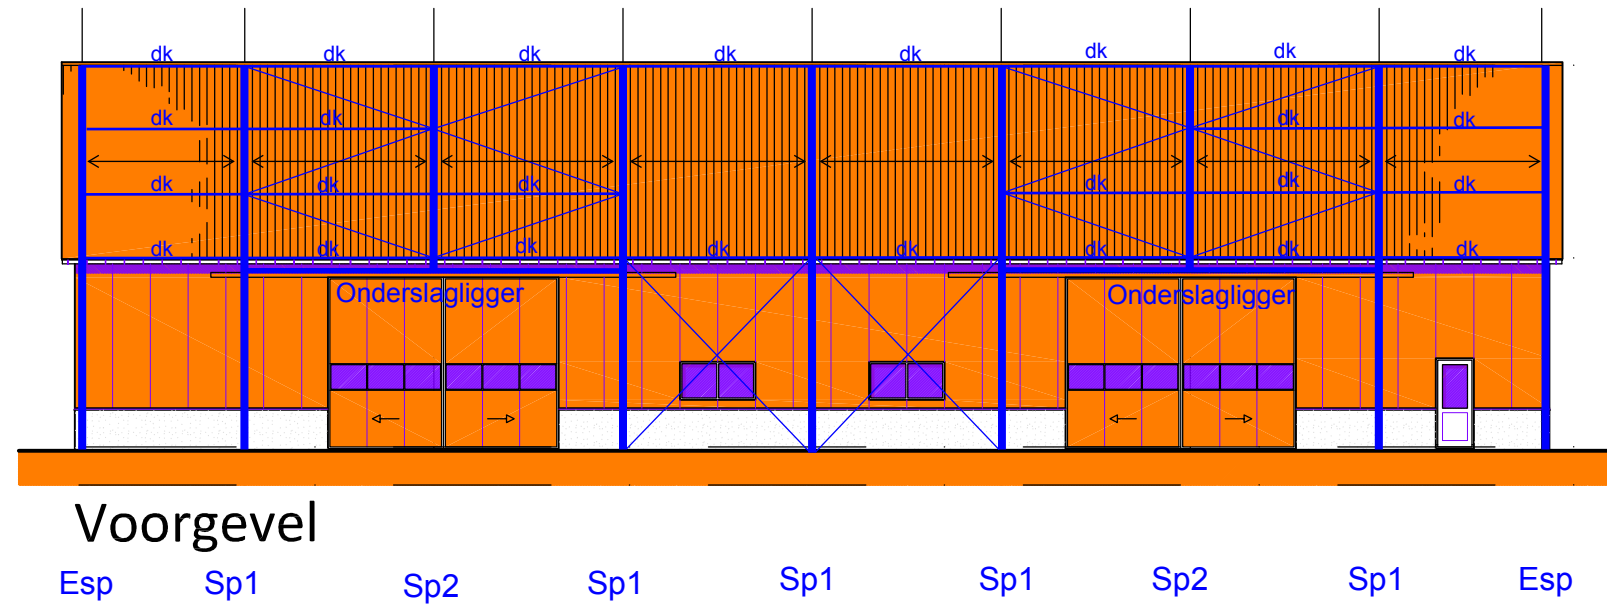 dk dk dk dk dk dk dk dk
dk dk dk dk
dk dk dk dk dk dk
dk dk dk dk dk dk dk dk
Onderslagligger Onderslagligger
Voorgevel
Esp Sp1 Sp2 Sp1 Sp1 Sp1 Sp2 Sp1 Esp